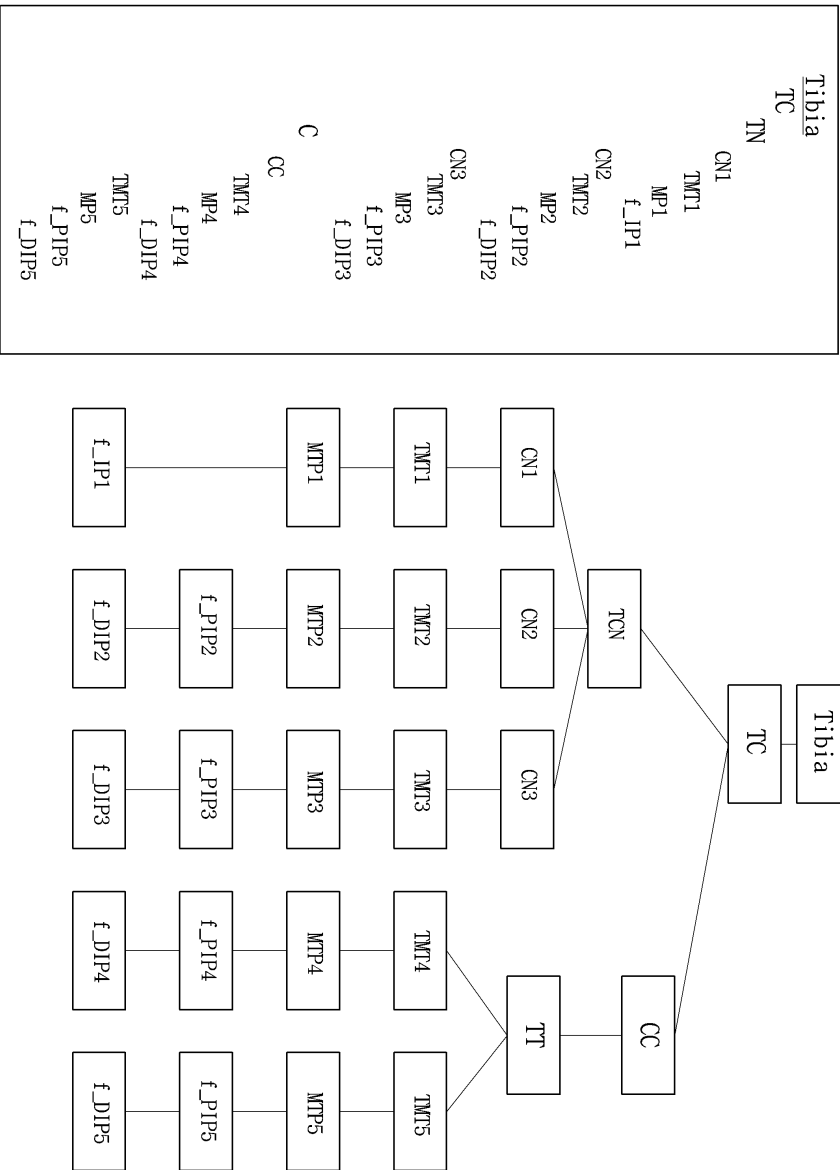 Tibia
TC
TN
CN1
TMT1
MP1
f_IP1
CN2
TMT2
MP2
f_PIP2
f_DIP2
CN3
TMT3
MP3
f_PIP3
f_DIP3
C
CC
TMT4
MP4
f_PIP4
f_DIP4
TMT5
MP5
f_PIP5
f_DIP5
Tibia
TC
TCN
CC
CN1
CN2
CN3
TT
TMT1
TMT2
TMT3
TMT4
TMT5
MTP1
MTP2
MTP3
MTP4
MTP5
f_PIP2
f_PIP3
f_PIP4
f_PIP5
f_IP1
f_DIP2
f_DIP3
f_DIP4
f_DIP5